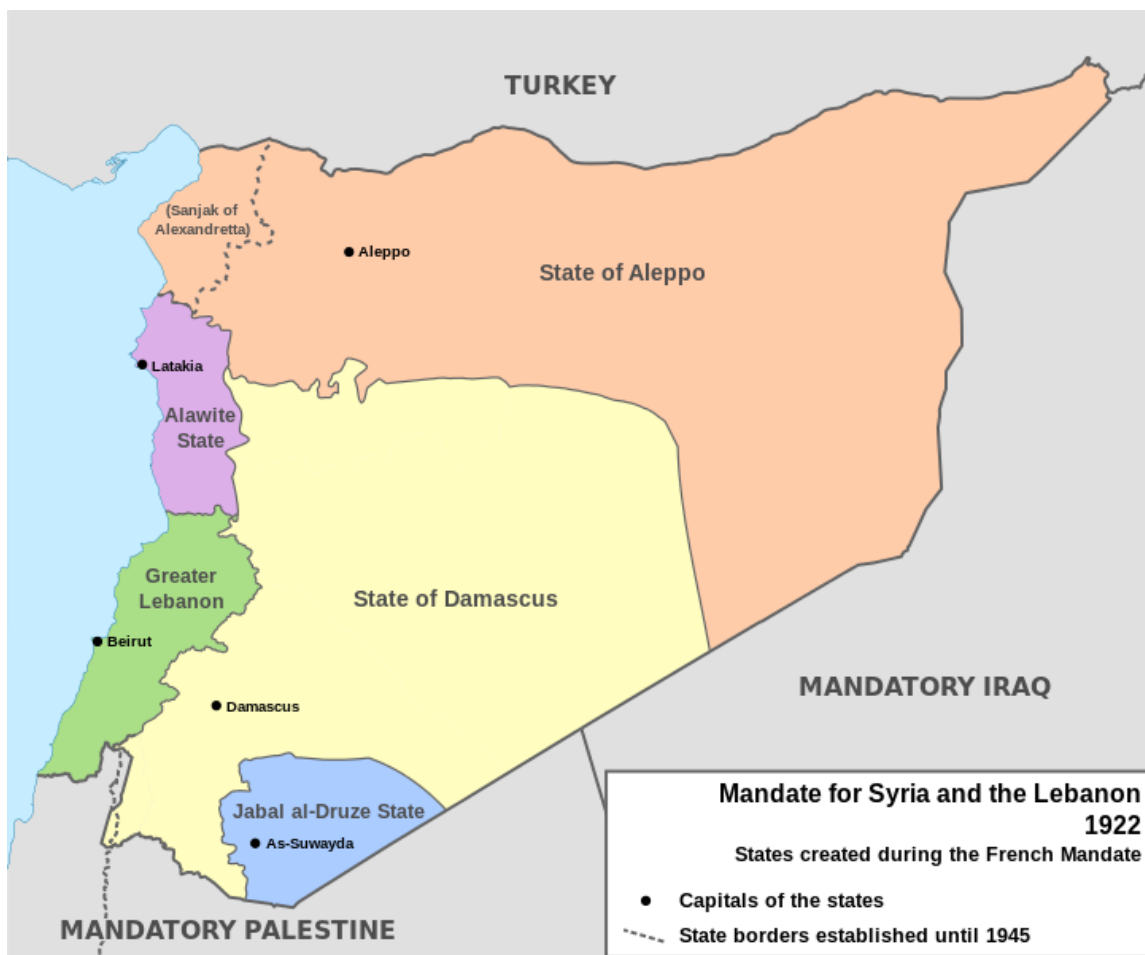 TURKEY
(Sanjak of
Alexandretta)
Aleppo
State of Aleppo
Latakia
Alawite
State
Greater
Lebanon
State of Damascus
Beirut
MANDATORY IRAQ
Damascus
Jabal al-Druze State
As-Suwayda
MANDATORY PALESTINE
Mandate for Syria and the Lebanon
1922
States created during the French Mandate
Capitals of the states
State borders established until 1945